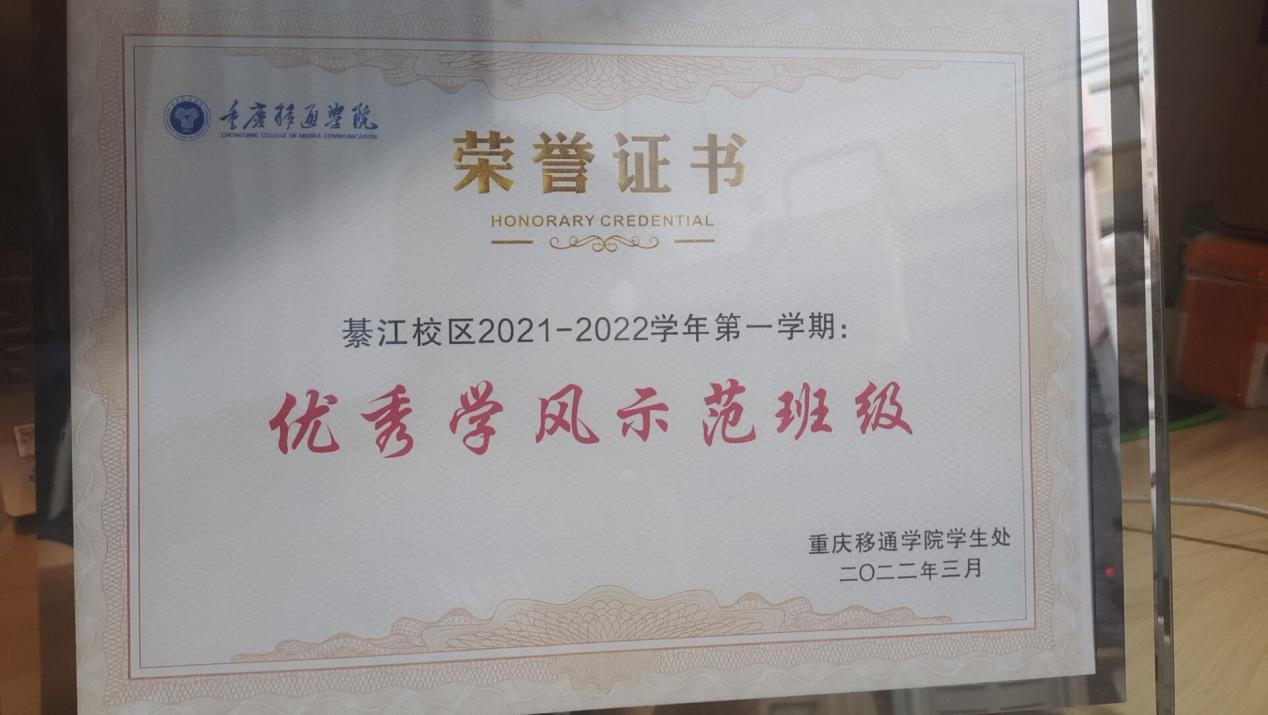 重庆移通学院
CHONGQING COLLEGE OF MOBILE COMMUNICATION
荣誉证书
HONORARY CREDENTIAL
綦江校区2021-2022学年第一学期:
优秀学风示范班级
重庆移通学院学生处
二〇二二年三月